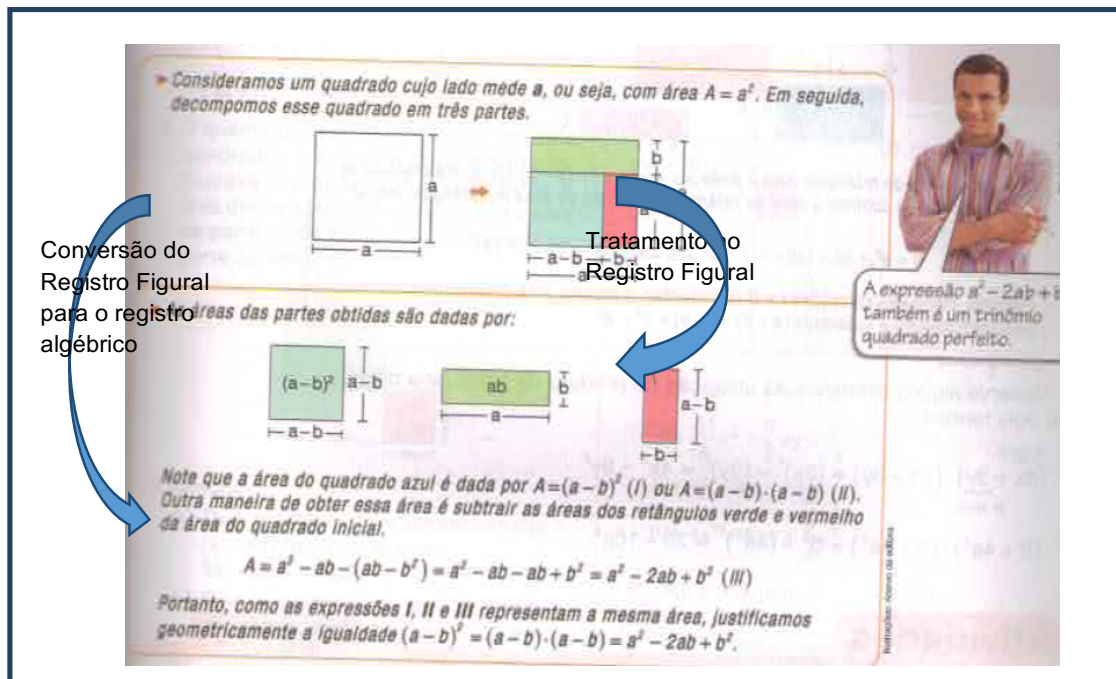 ▸ Consideramos um quadrado cujo lado mede a, ou seja, com área A = a². Em seguida,
decompomos esse quadrado em três partes.
a
a
b
a
a-b
b
a
Conversão do
Registro Figural
para o registro
algébrico
Tratamento no
Registro Figural
A expressão a² – 2ab + b
também é um trinômio
quadrado perfeito.
áreas das partes obtidas são dadas por:
(a-b)²
a-b
a-b
ab
b
a
a-b
b
Note que a área do quadrado azul é dada por A=(a-b)² (I) ou A=(a-b)·(a-b) (II).
Outra maneira de obter essa área é subtrair as áreas dos retângulos verde e vermelho
da área do quadrado inicial.
A = a² - ab - (ab - b²) = a² - ab - ab + b² = a² - 2ab + b² (III)
Portanto, como as expressões I, II e III representam a mesma área, justificamos
geometricamente a igualdade (a-b)² = (a-b)·(a-b) = a² - 2ab + b².
Ilustrações: Acervo da editora